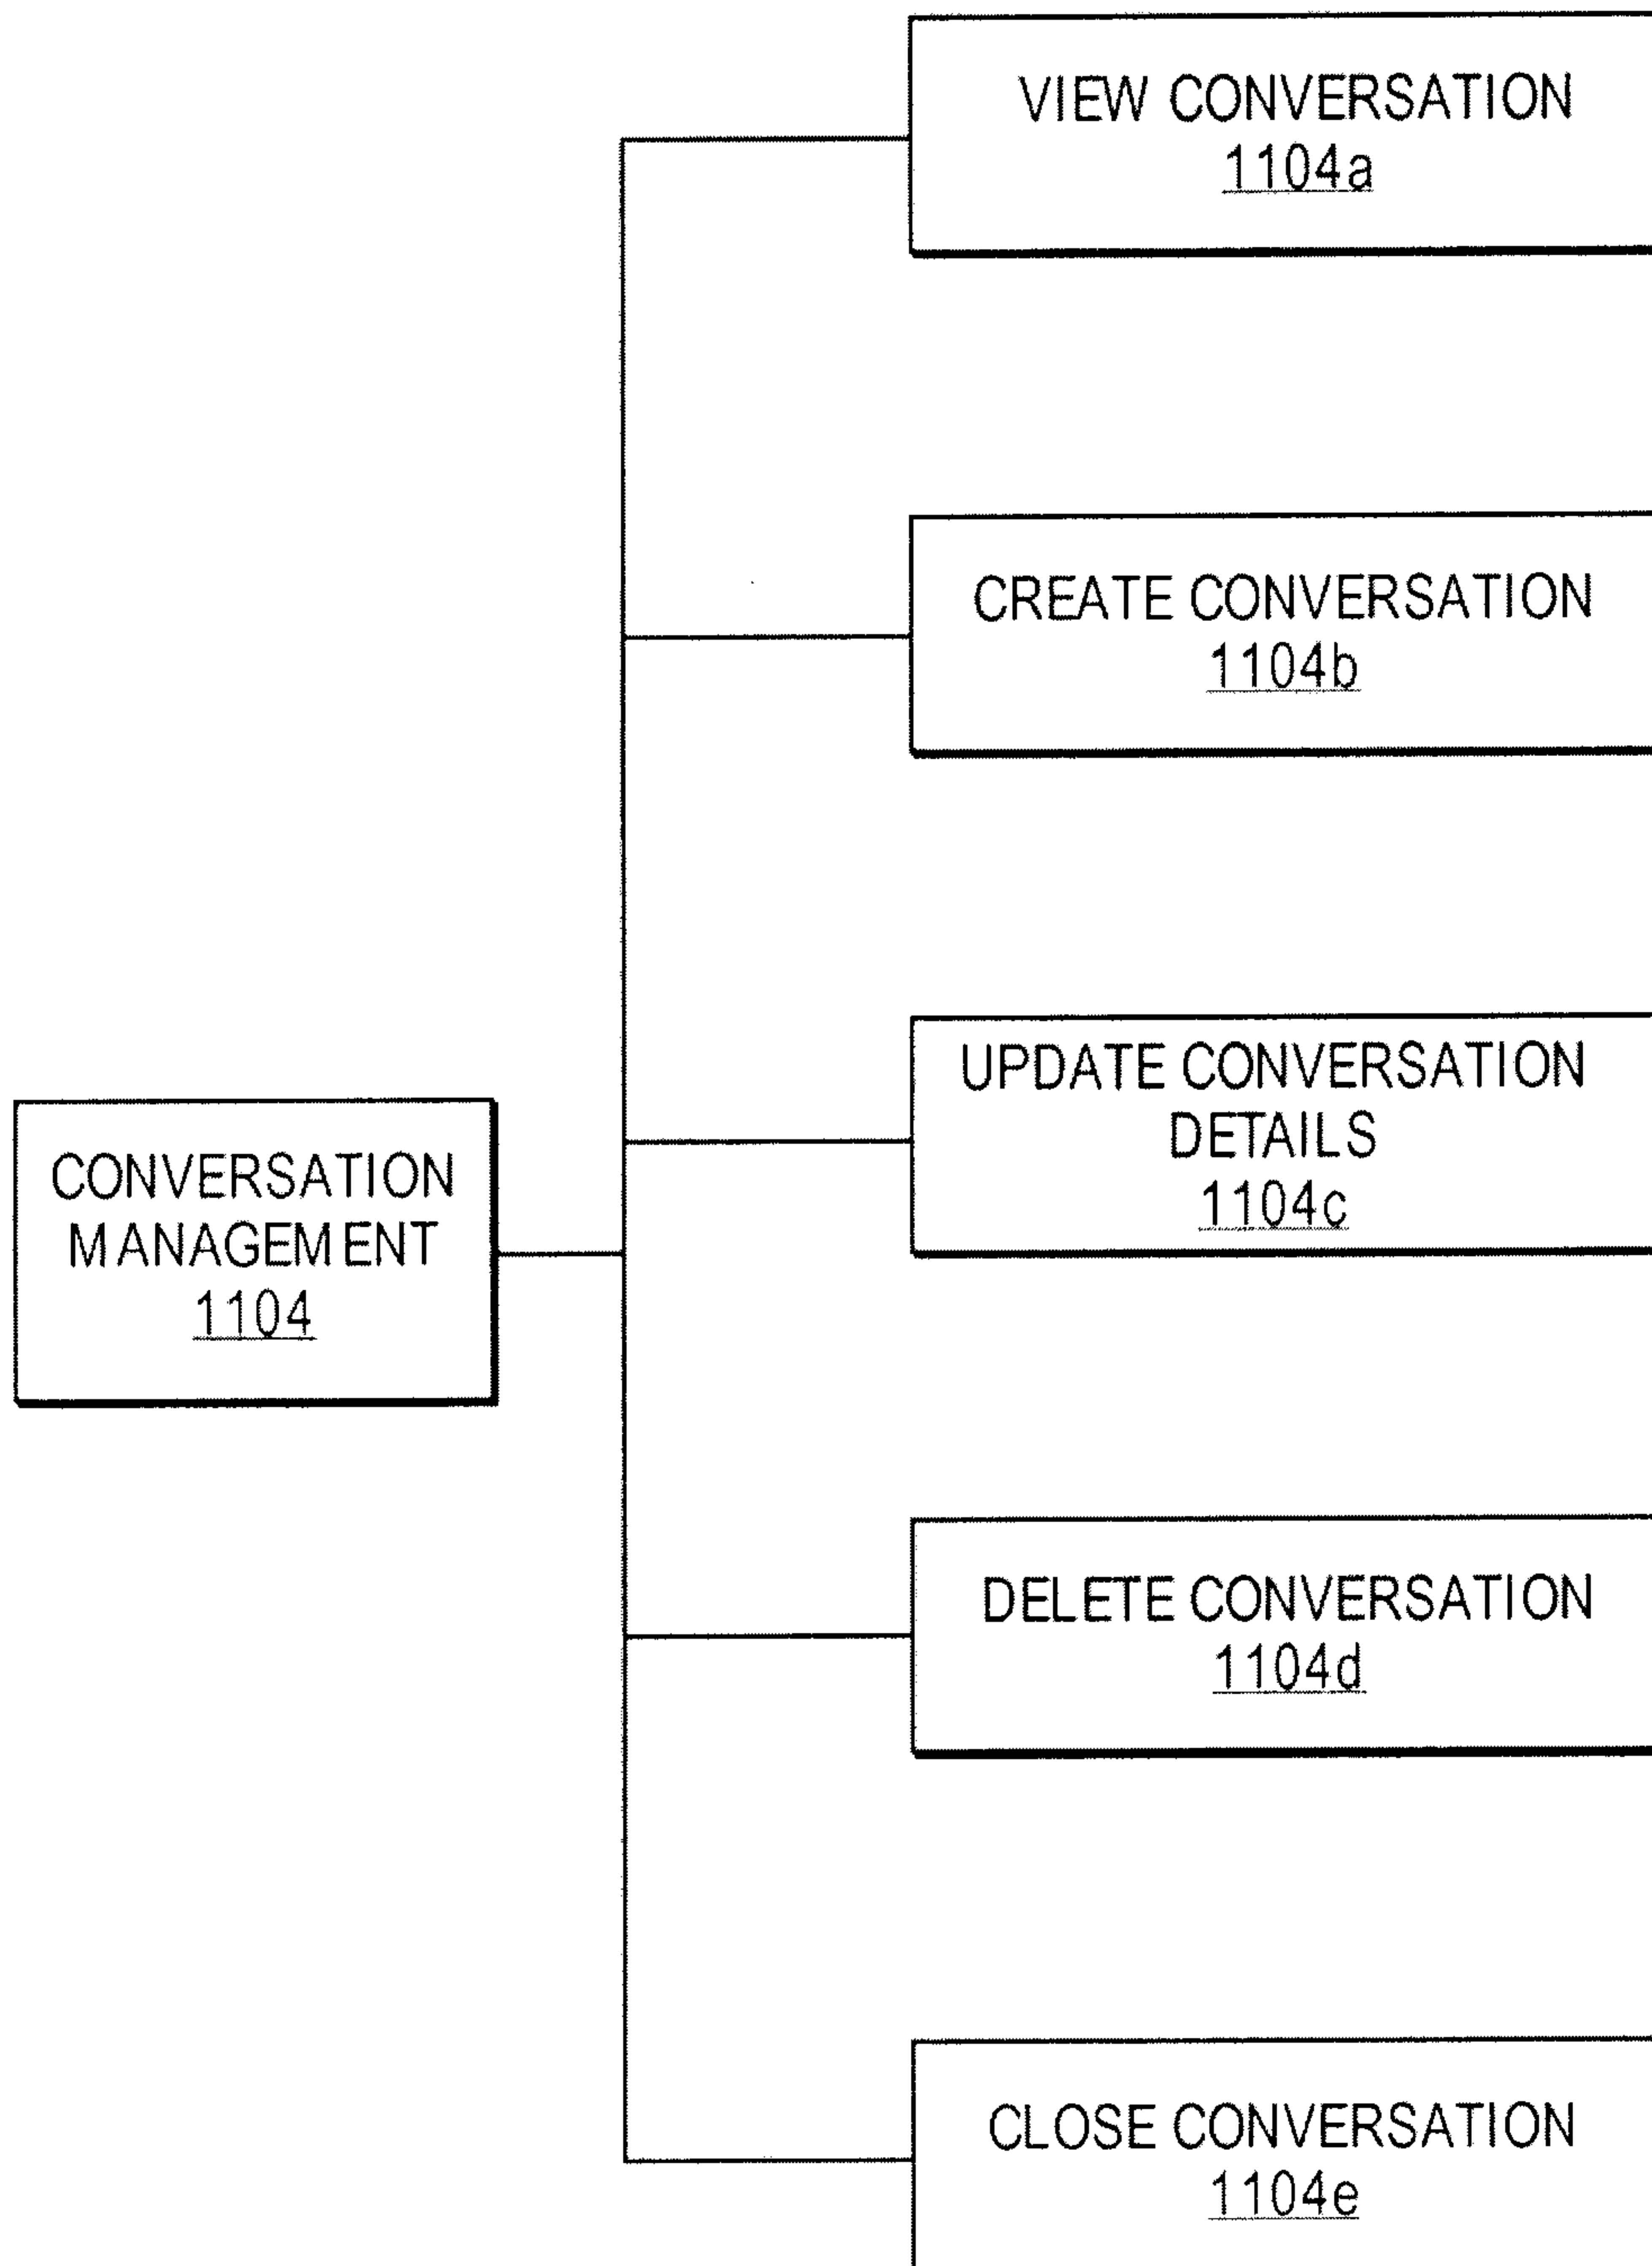 VIEW CONVERSATION
1104a
CREATE CONVERSATION
1104b
UPDATE CONVERSATION
DETAILS
1104c
CONVERSATION
MANAGEMENT
1104
DELETE CONVERSATION
1104d
CLOSE CONVERSATION
1104e